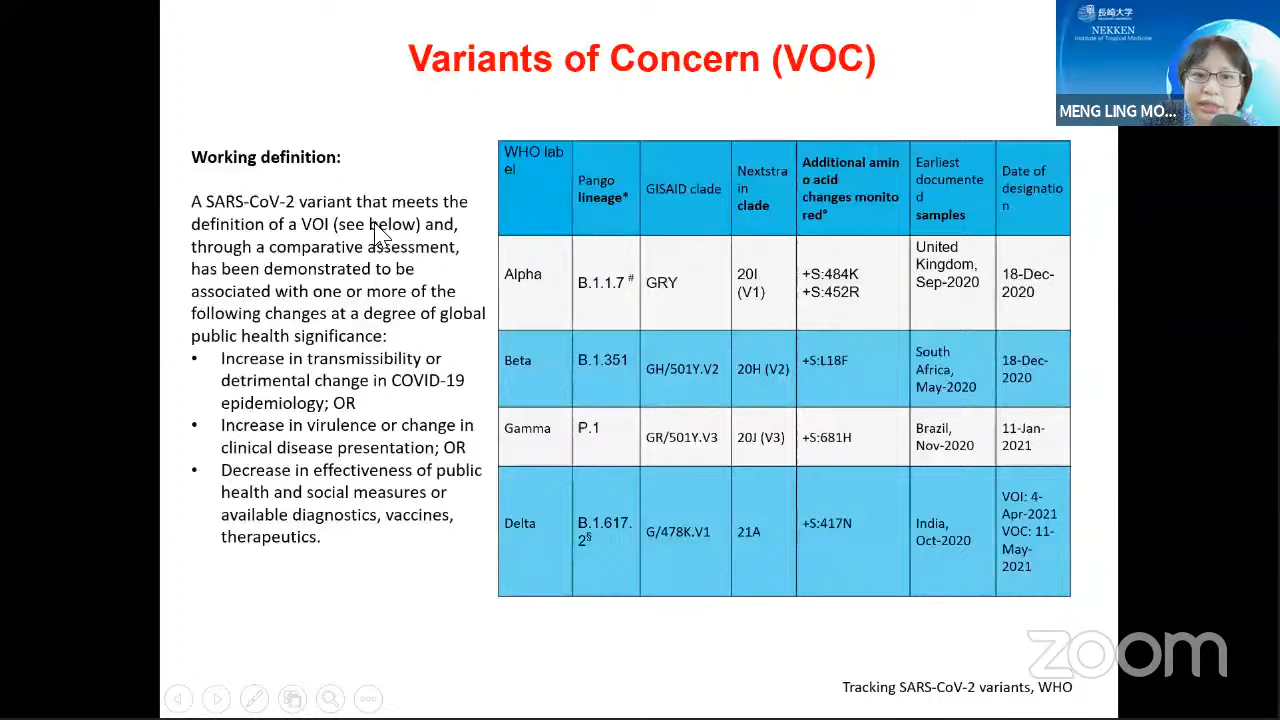 Variants of Concern (VOC)
長崎大学
NEKKEN
Institute of Tropical Medicine
MENG LING MO...
Working definition:
A SARS-CoV-2 variant that meets the
definition of a VOI (see below) and,
through a comparative assessment,
has been demonstrated to be
associated with one or more of the
following changes at a degree of global
public health significance:
• Increase in transmissibility or
detrimental change in COVID-19
epidemiology; OR
• Increase in virulence or change in
clinical disease presentation; OR
• Decrease in effectiveness of public
health and social measures or
available diagnostics, vaccines,
therapeutics.
WHO lab
el
Pango
lineage*
GISAID clade
Nextstra
in
clade
Additional amin
o acid
changes monito
red°
Earliest
documente
d
samples
Date of
designatio
n
Alpha
B.1.1.7 #
GRY
20I
(V1)
+S:484K
+S:452R
United
Kingdom,
Sep-2020
18-Dec-
2020
Beta
B.1.351
GH/501Y.V2
20H (V2)
+S:L18F
South
Africa,
May-2020
18-Dec-
2020
Gamma
P.1
GR/501Y.V3
20J (V3)
+S:681H
Brazil,
Nov-2020
11-Jan-
2021
Delta
B.1.617.
2§
G/478K.V1
21A
+S:417N
India,
Oct-2020
VOI: 4-
Apr-2021
VOC: 11-
May-
2021
zoom
Tracking SARS-CoV-2 variants, WHO